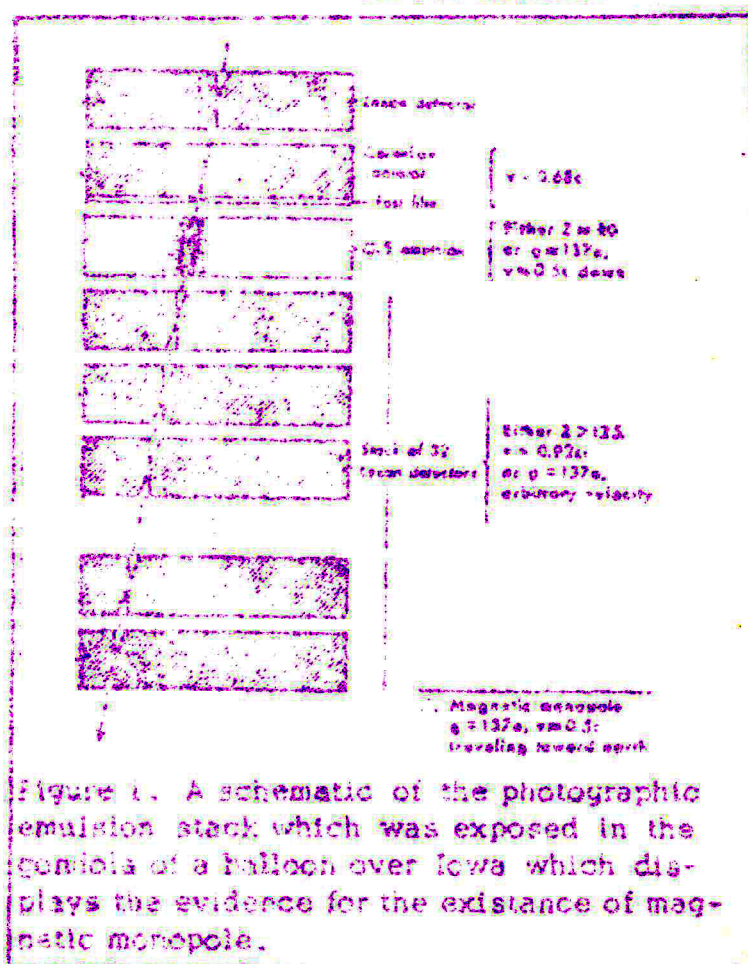 Lexan detector
Cerenkov
detector
Fast film
G-5 emulsion
Stack of 32
Lexan detectors
v = 0.68c
Either Z ≈ 80
or g = 137e,
v ≈ 0.5c down
Either Z > 125,
v = 0.92c
or g = 137e,
arbitrary velocity
Magnetic monopole
g = 137e, v ≈ 0.5c
traveling toward earth
Figure 1. A schematic of the photographic
emulsion stack which was exposed in the
gondola of a balloon over Iowa which dis-
plays the evidence for the existance of mag-
netic monopole.